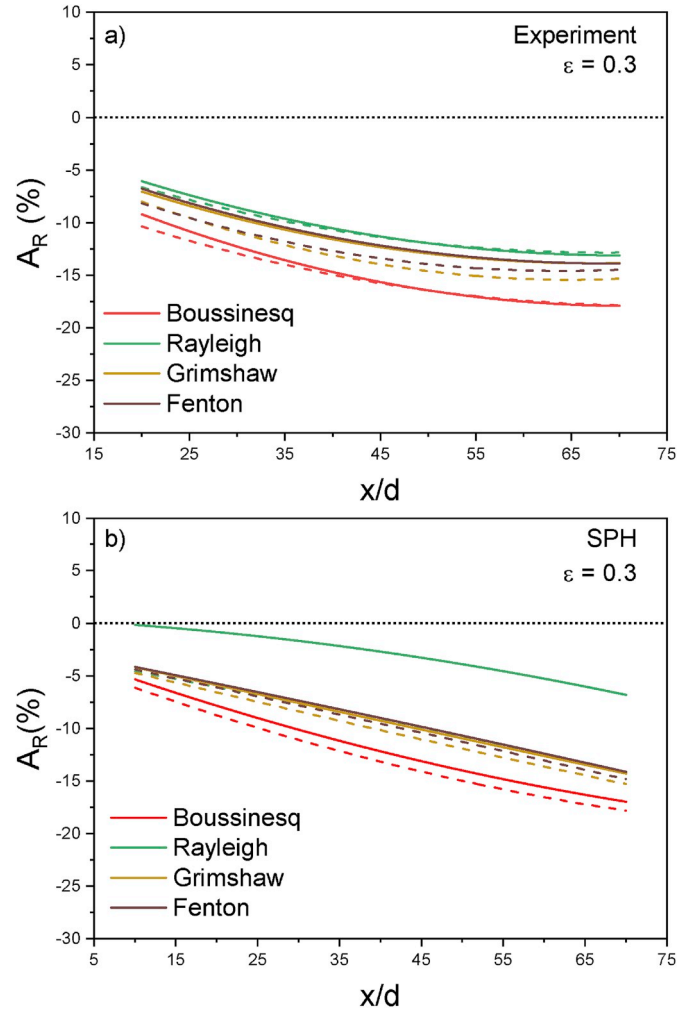 10
a)
Experiment
ε = 0.3
5
0
-5
-10
-15
-20
-25
-30
A_R (%)
Boussinesq
Rayleigh
Grimshaw
Fenton
15 25 35 45 55 65 75
x/d
10
b)
SPH
ε = 0.3
5
0
-5
-10
-15
-20
-25
-30
A_R(%)
Boussinesq
Rayleigh
Grimshaw
Fenton
5 15 25 35 45 55 65 75
x/d